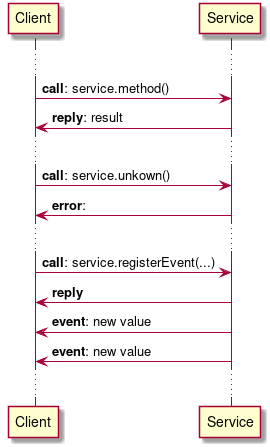 Client Service
call: service.method()
reply: result
call: service.unkown()
error:
call: service.registerEvent(...)
reply
event: new value
event: new value
Client Service